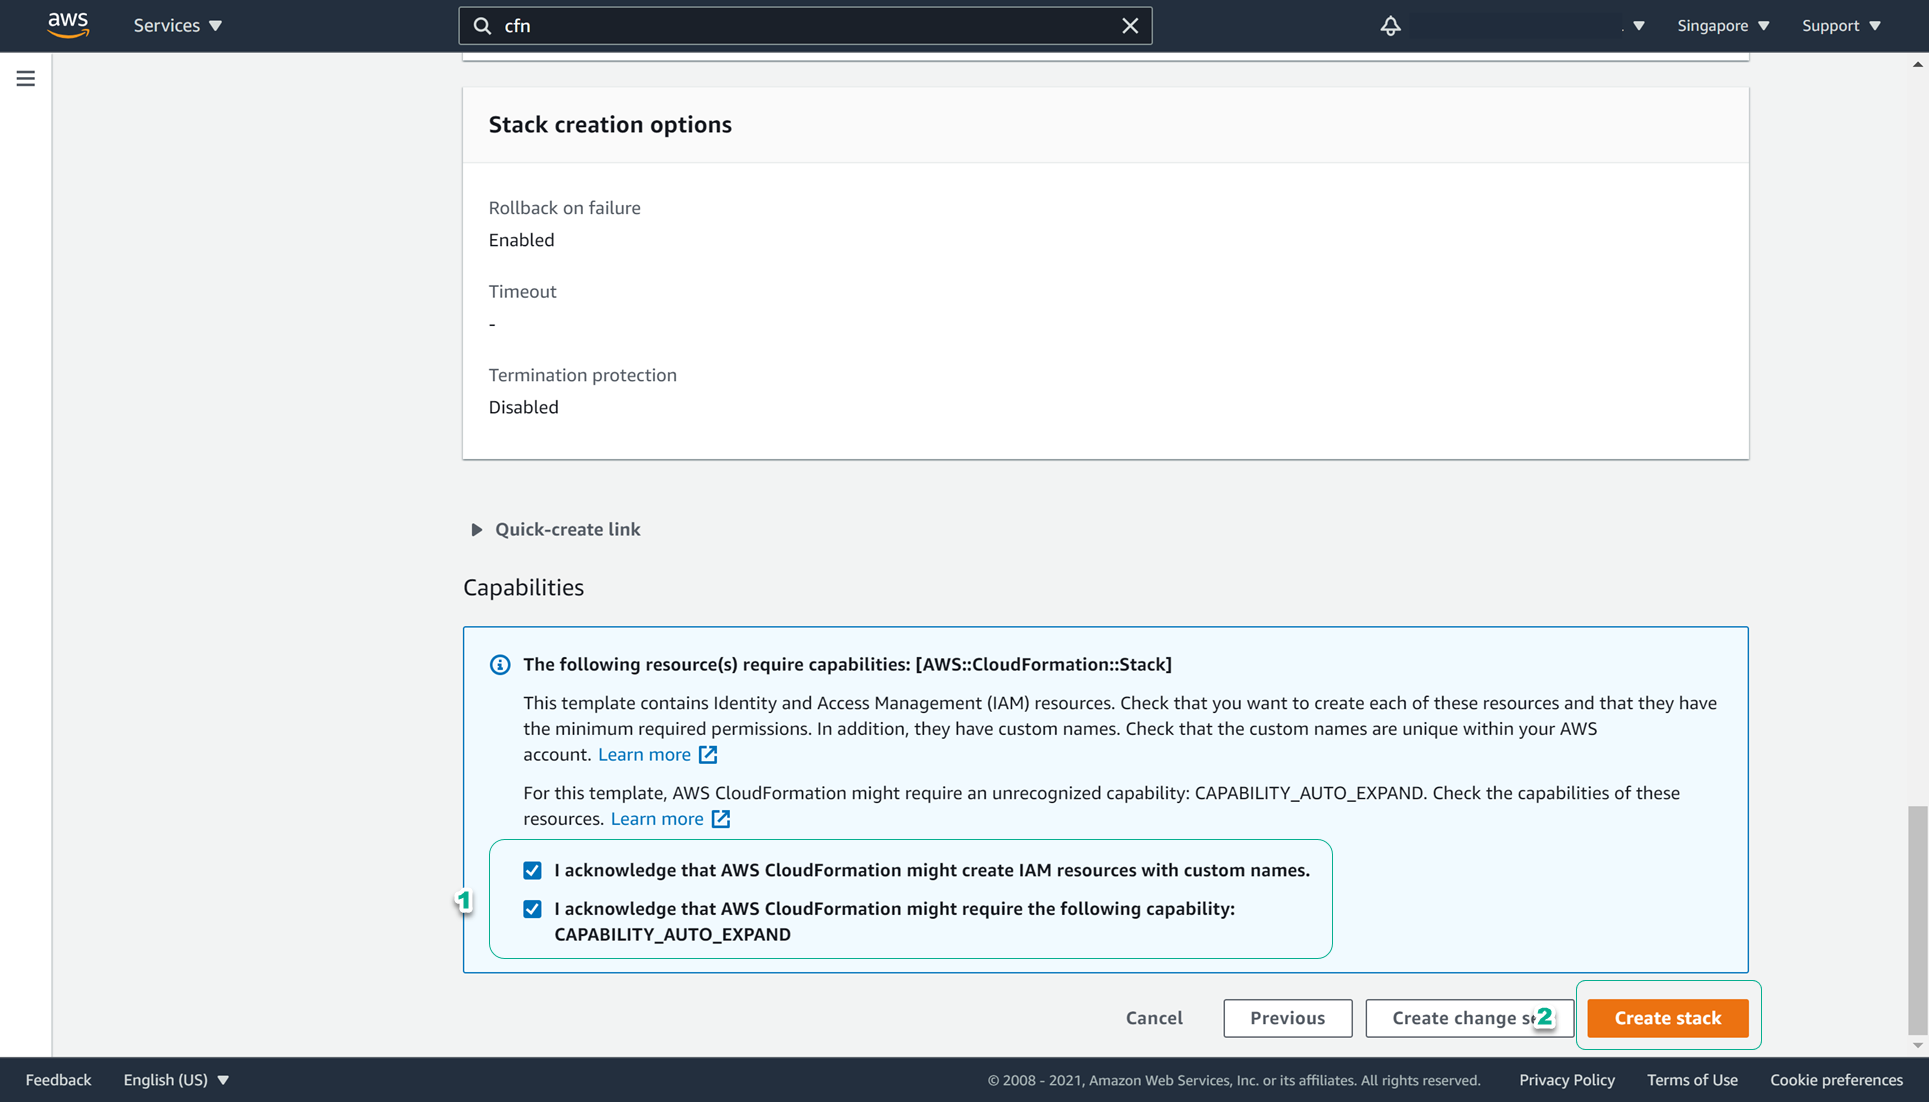 aws Services cfn Singapore Support
Stack creation options
Rollback on failure
Enabled
Timeout
-
Termination protection
Disabled
Quick-create link
Capabilities
The following resource(s) require capabilities: [AWS::CloudFormation::Stack]
This template contains Identity and Access Management (IAM) resources. Check that you want to create each of these resources and that they have
the minimum required permissions. In addition, they have custom names. Check that the custom names are unique within your AWS
account. Learn more
For this template, AWS CloudFormation might require an unrecognized capability: CAPABILITY_AUTO_EXPAND. Check the capabilities of these
resources. Learn more
I acknowledge that AWS CloudFormation might create IAM resources with custom names.
1
I acknowledge that AWS CloudFormation might require the following capability:
CAPABILITY_AUTO_EXPAND
Cancel Previous Create change s 2 Create stack
Feedback English (US) © 2008 - 2021, Amazon Web Services, Inc. or its affiliates. All rights reserved. Privacy Policy Terms of Use Cookie preferences